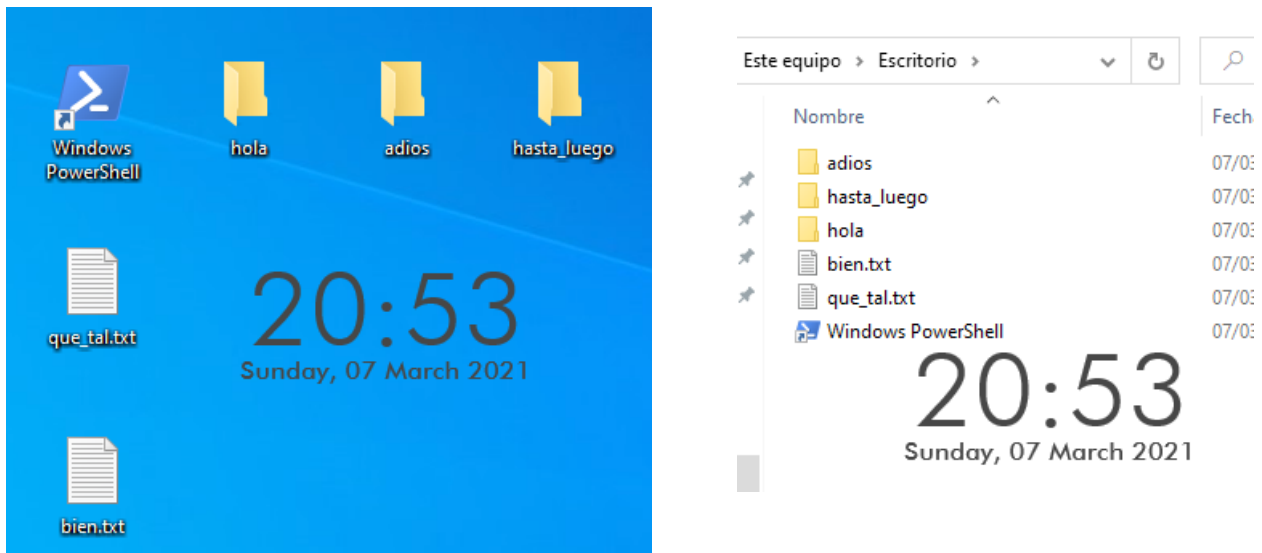 Windows
PowerShell
hola
adios
hasta_luego
que_tal.txt
20:53
Sunday, 07 March 2021
bien.txt
Este equipo > Escritorio >
Nombre
Fech
adios
07/03
hasta_luego
07/03
hola
07/03
bien.txt
07/03
que_tal.txt
07/03
Windows PowerShell
07/03
20:53
Sunday, 07 March 2021